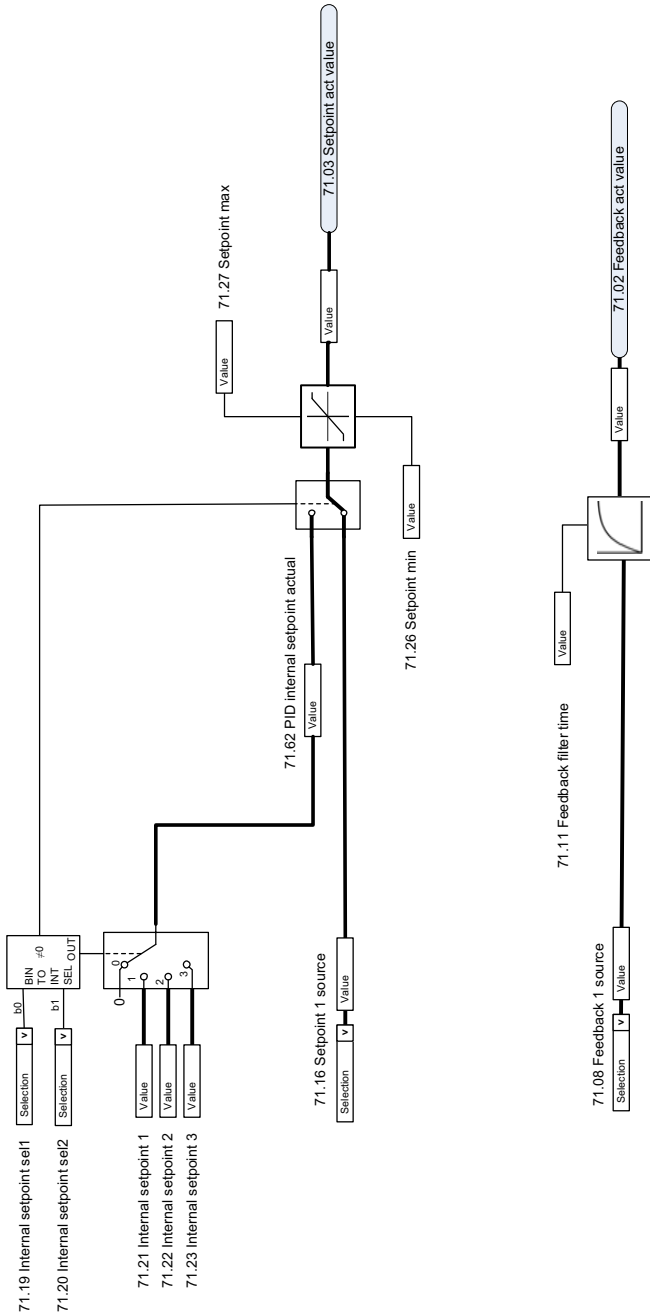 71.19 Internal setpoint sel1
Selection
v
b0
71.20 Internal setpoint sel2
Selection
v
b1
BIN
TO
INT
SEL
≠0
OUT
71.21 Internal setpoint 1
Value
71.22 Internal setpoint 2
Value
71.23 Internal setpoint 3
Value
0
0
1
2
3
71.62 PID internal setpoint actual
Value
71.16 Setpoint 1 source
Selection
v
Value
71.27 Setpoint max
Value
71.26 Setpoint min
Value
Value
71.03 Setpoint act value
71.11 Feedback filter time
Value
71.08 Feedback 1 source
Selection
v
Value
Value
71.02 Feedback act value